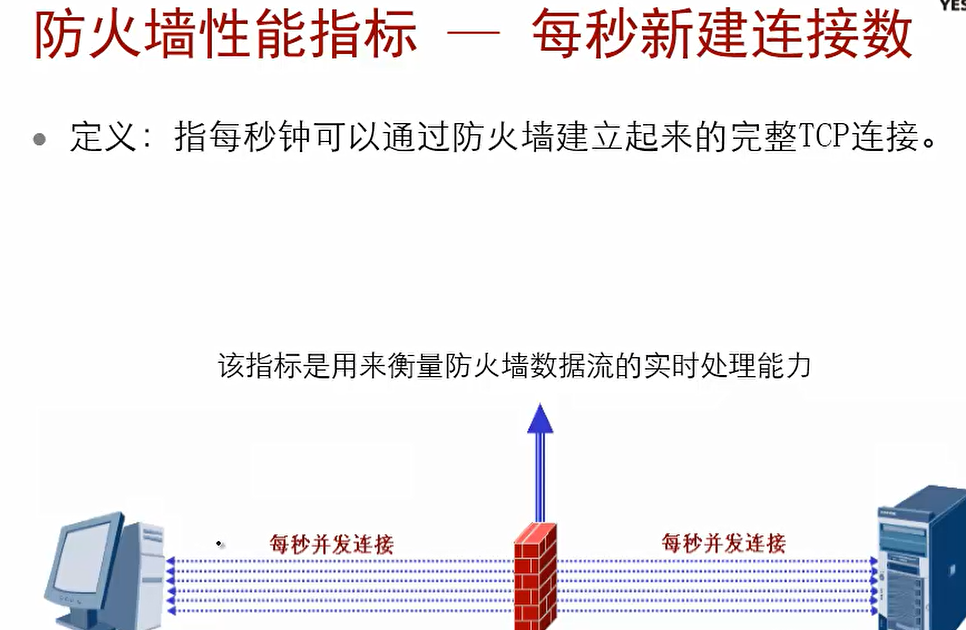 YES
防火墙性能指标 — 每秒新建连接数
• 定义：指每秒钟可以通过防火墙建立起来的完整TCP连接。
该指标是用来衡量防火墙数据流的实时处理能力
每秒并发连接 每秒并发连接